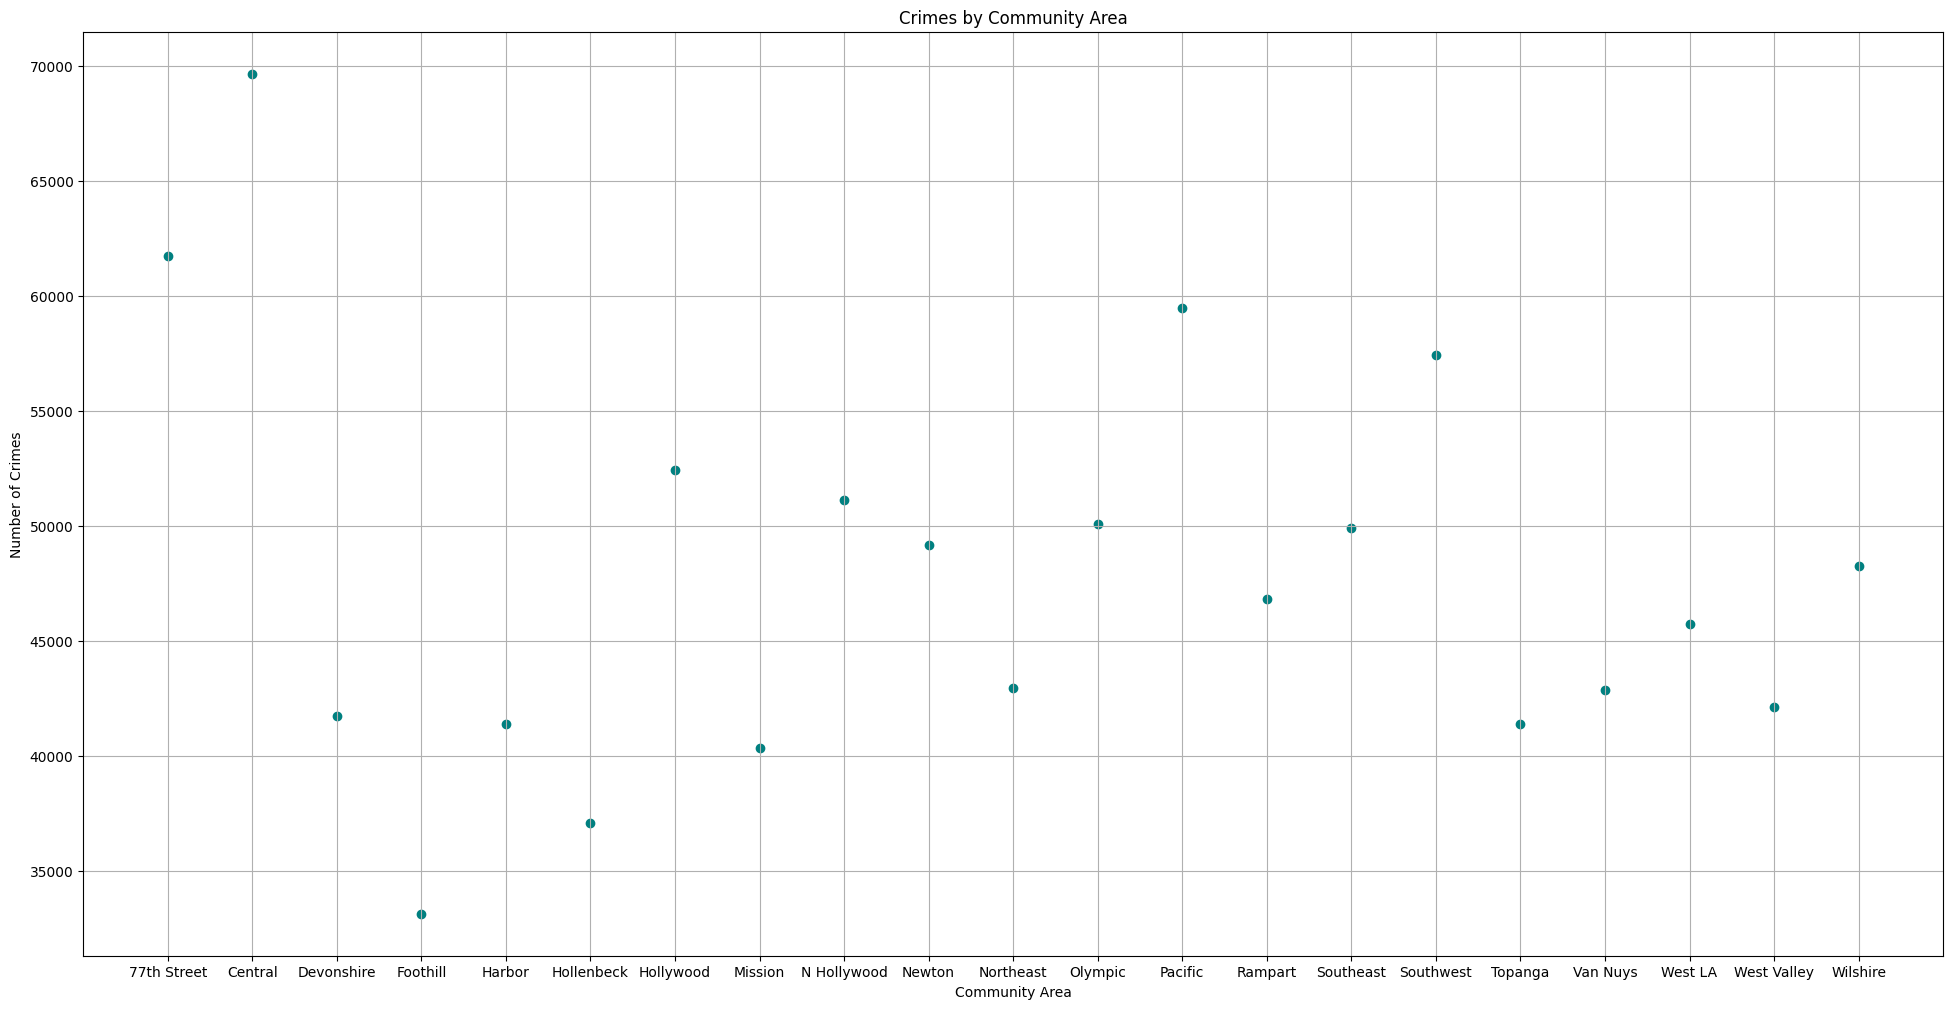 Crimes by Community Area
Number of Crimes
70000
65000
60000
55000
50000
45000
40000
35000
77th Street Central Devonshire Foothill Harbor Hollenbeck Hollywood Mission N Hollywood Newton Northeast Olympic Pacific Rampart Southeast Southwest Topanga Van Nuys West LA West Valley Wilshire
Community Area